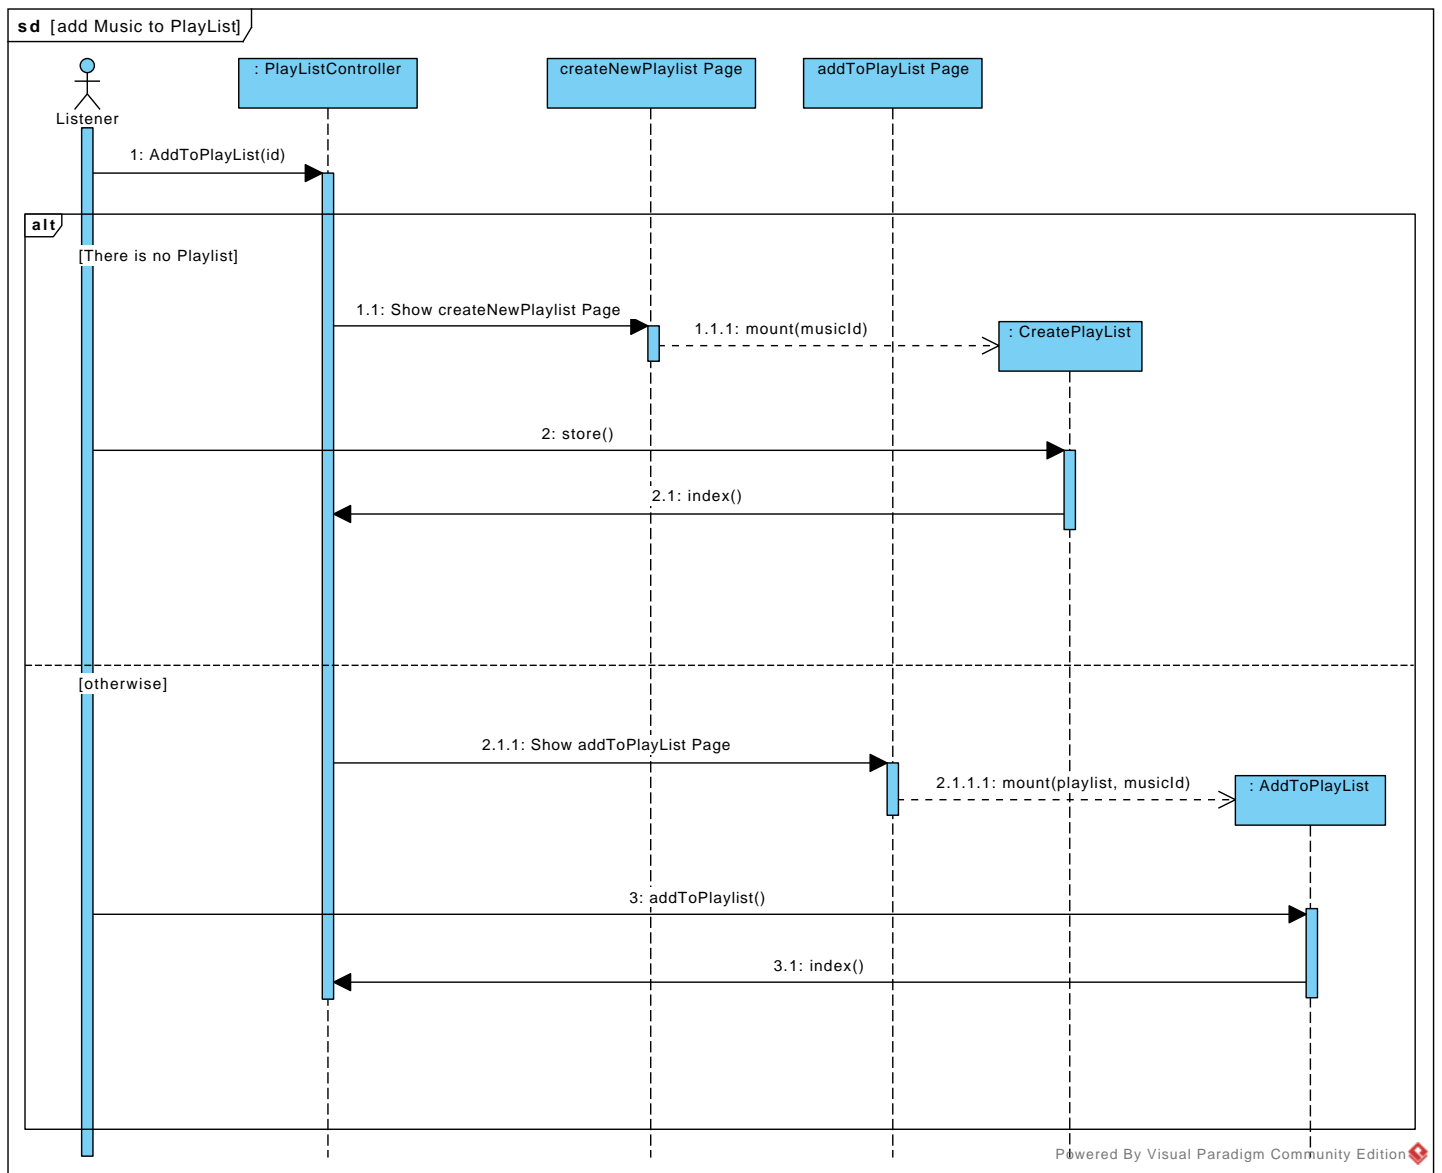 sd [add Music to PlayList]
: PlayListController
createNewPlaylist Page
addToPlayList Page
Listener
1: AddToPlayList(id)
alt
[There is no Playlist]
1.1: Show createNewPlaylist Page
1.1.1: mount(musicId)
: CreatePlayList
2: store()
2.1: index()
[otherwise]
2.1.1: Show addToPlayList Page
2.1.1.1: mount(playlist, musicId)
: AddToPlayList
3: addToPlaylist()
3.1: index()
Powered By Visual Paradigm Community Edition